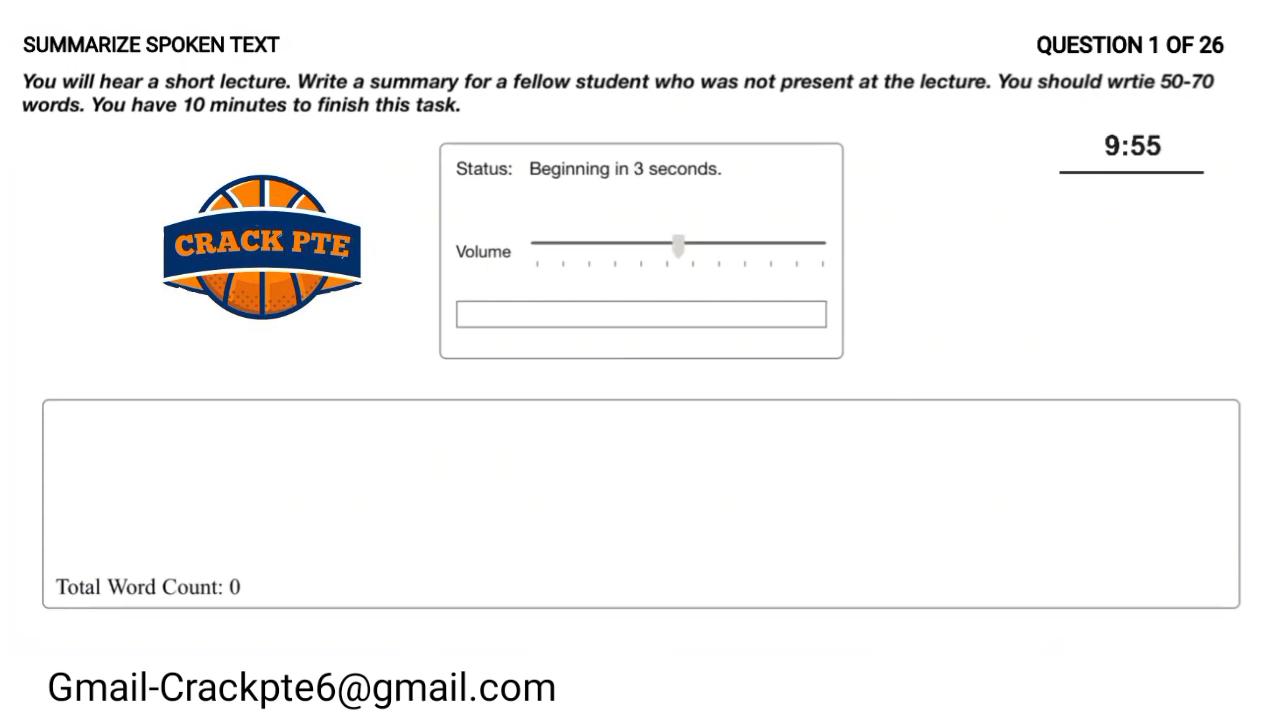 SUMMARIZE SPOKEN TEXT
QUESTION 1 OF 26
You will hear a short lecture. Write a summary for a fellow student who was not present at the lecture. You should wrtie 50-70
words. You have 10 minutes to finish this task.
9:55
Status: Beginning in 3 seconds.
CRACK PTE
Volume
Total Word Count: 0
Gmail-Crackpte6@gmail.com